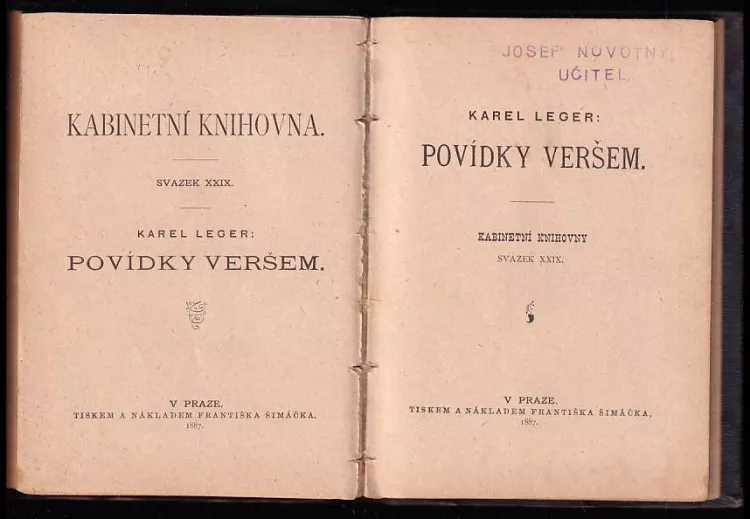 KABINETNÍ KNIHOVNA.
SVAZEK XXIX.
KAREL LEGER:
POVÍDKY VERŠEM.
V PRAZE.
TISKEM A NÁKLADEM FRANTIŠKA ŠIMÁČKA.
1887.
JOSEF NOVOTNÝ
UČITEL
KAREL LEGER:
POVÍDKY VERŠEM.
KABINETNÍ KNIHOVNY
SVAZEK XXIX.
V PRAZE.
TISKEM A NÁKLADEM FRANTIŠKA ŠIMÁČKA.
1887.